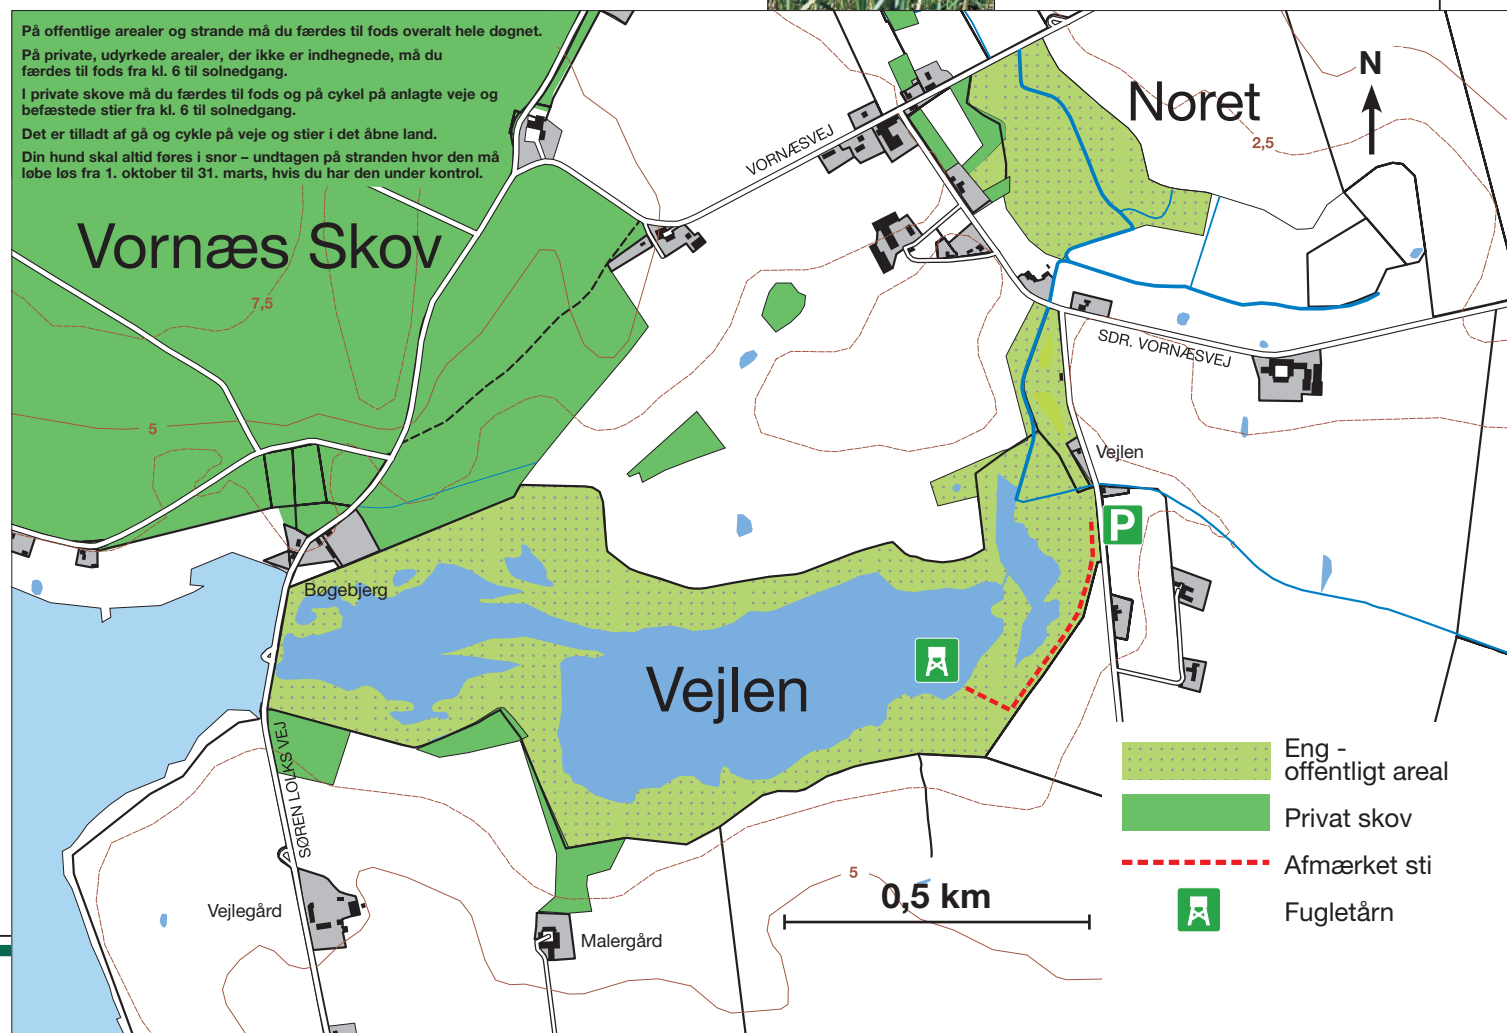 På offentlige arealer og strande må du færdes til fods overalt hele døgnet.
På private, udyrkede arealer, der ikke er indhegnede, må du
færdes til fods fra kl. 6 til solnedgang.
I private skove må du færdes til fods og på cykel på anlagte veje og
befæstede stier fra kl. 6 til solnedgang.
Det er tilladt af gå og cykle på veje og stier i det åbne land.
Din hund skal altid føres i snor – undtagen på stranden hvor den må
løbe løs fra 1. oktober til 31. marts, hvis du har den under kontrol.
N
Noret
2,5
VORNÆSVEJ
Vornæs Skov
7,5
SDR. VORNÆSVEJ
5
Vejlen
P
Bøgebjerg
Vejlen
SØREN LOLKS VEJ
Eng -
offentligt areal
Privat skov
Afmærket sti
5
0,5 km
Fugletårn
Vejlegård
Malergård